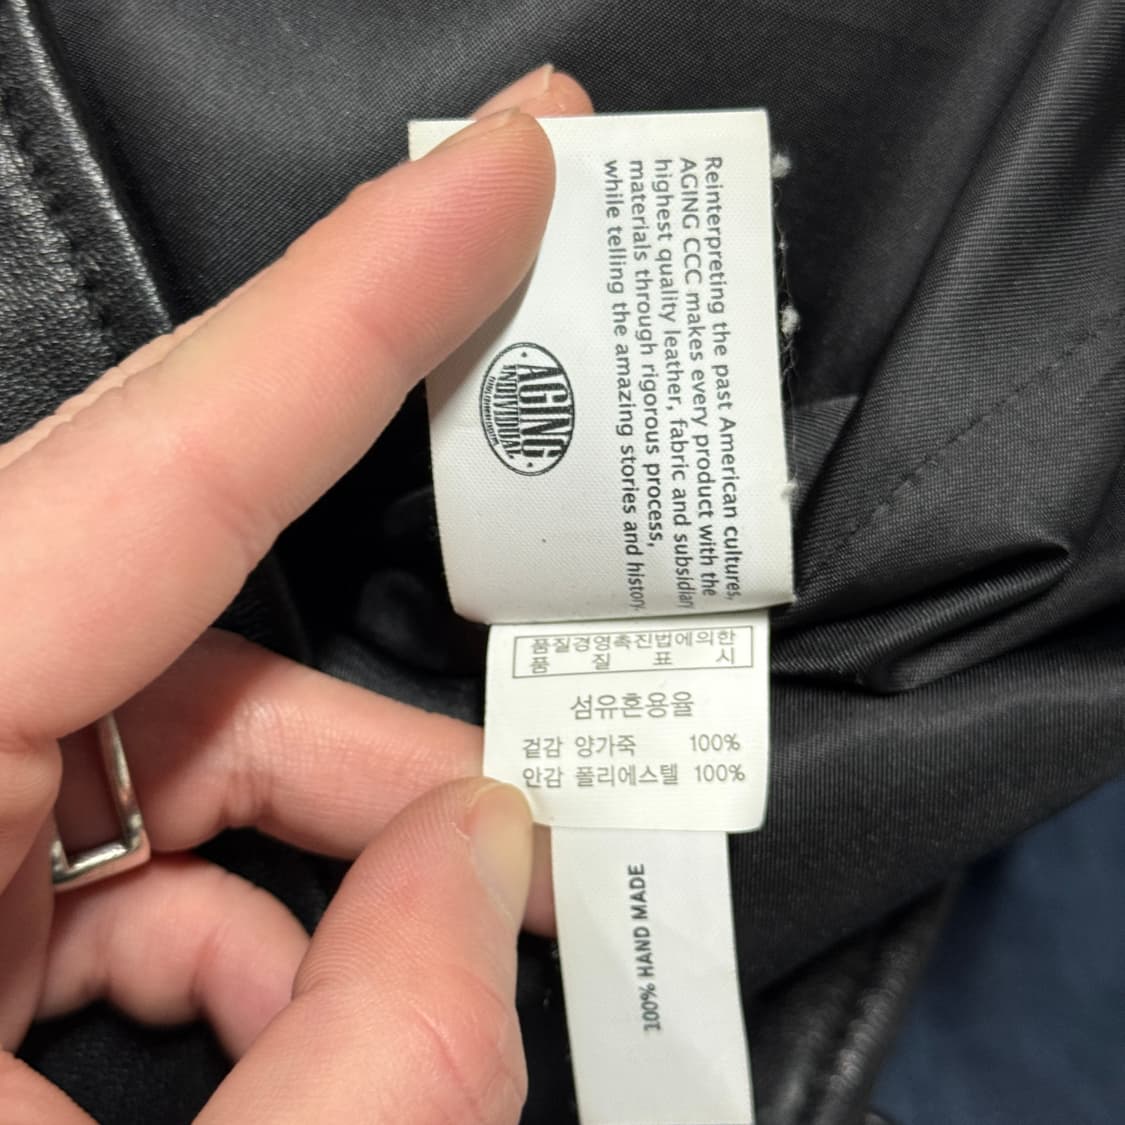 Reinterpreting the past American cultures,
AGING CCC makes every product with the
highest quality leather, fabric and subsidiary
materials through rigorous process,
while telling the amazing stories and history.
AGING
INDIVIDUAL
품질경영촉진법에의한
품 질 표 시
섬유혼용율
겉감 양가죽 100%
안감 폴리에스텔 100%
100% HAND MADE